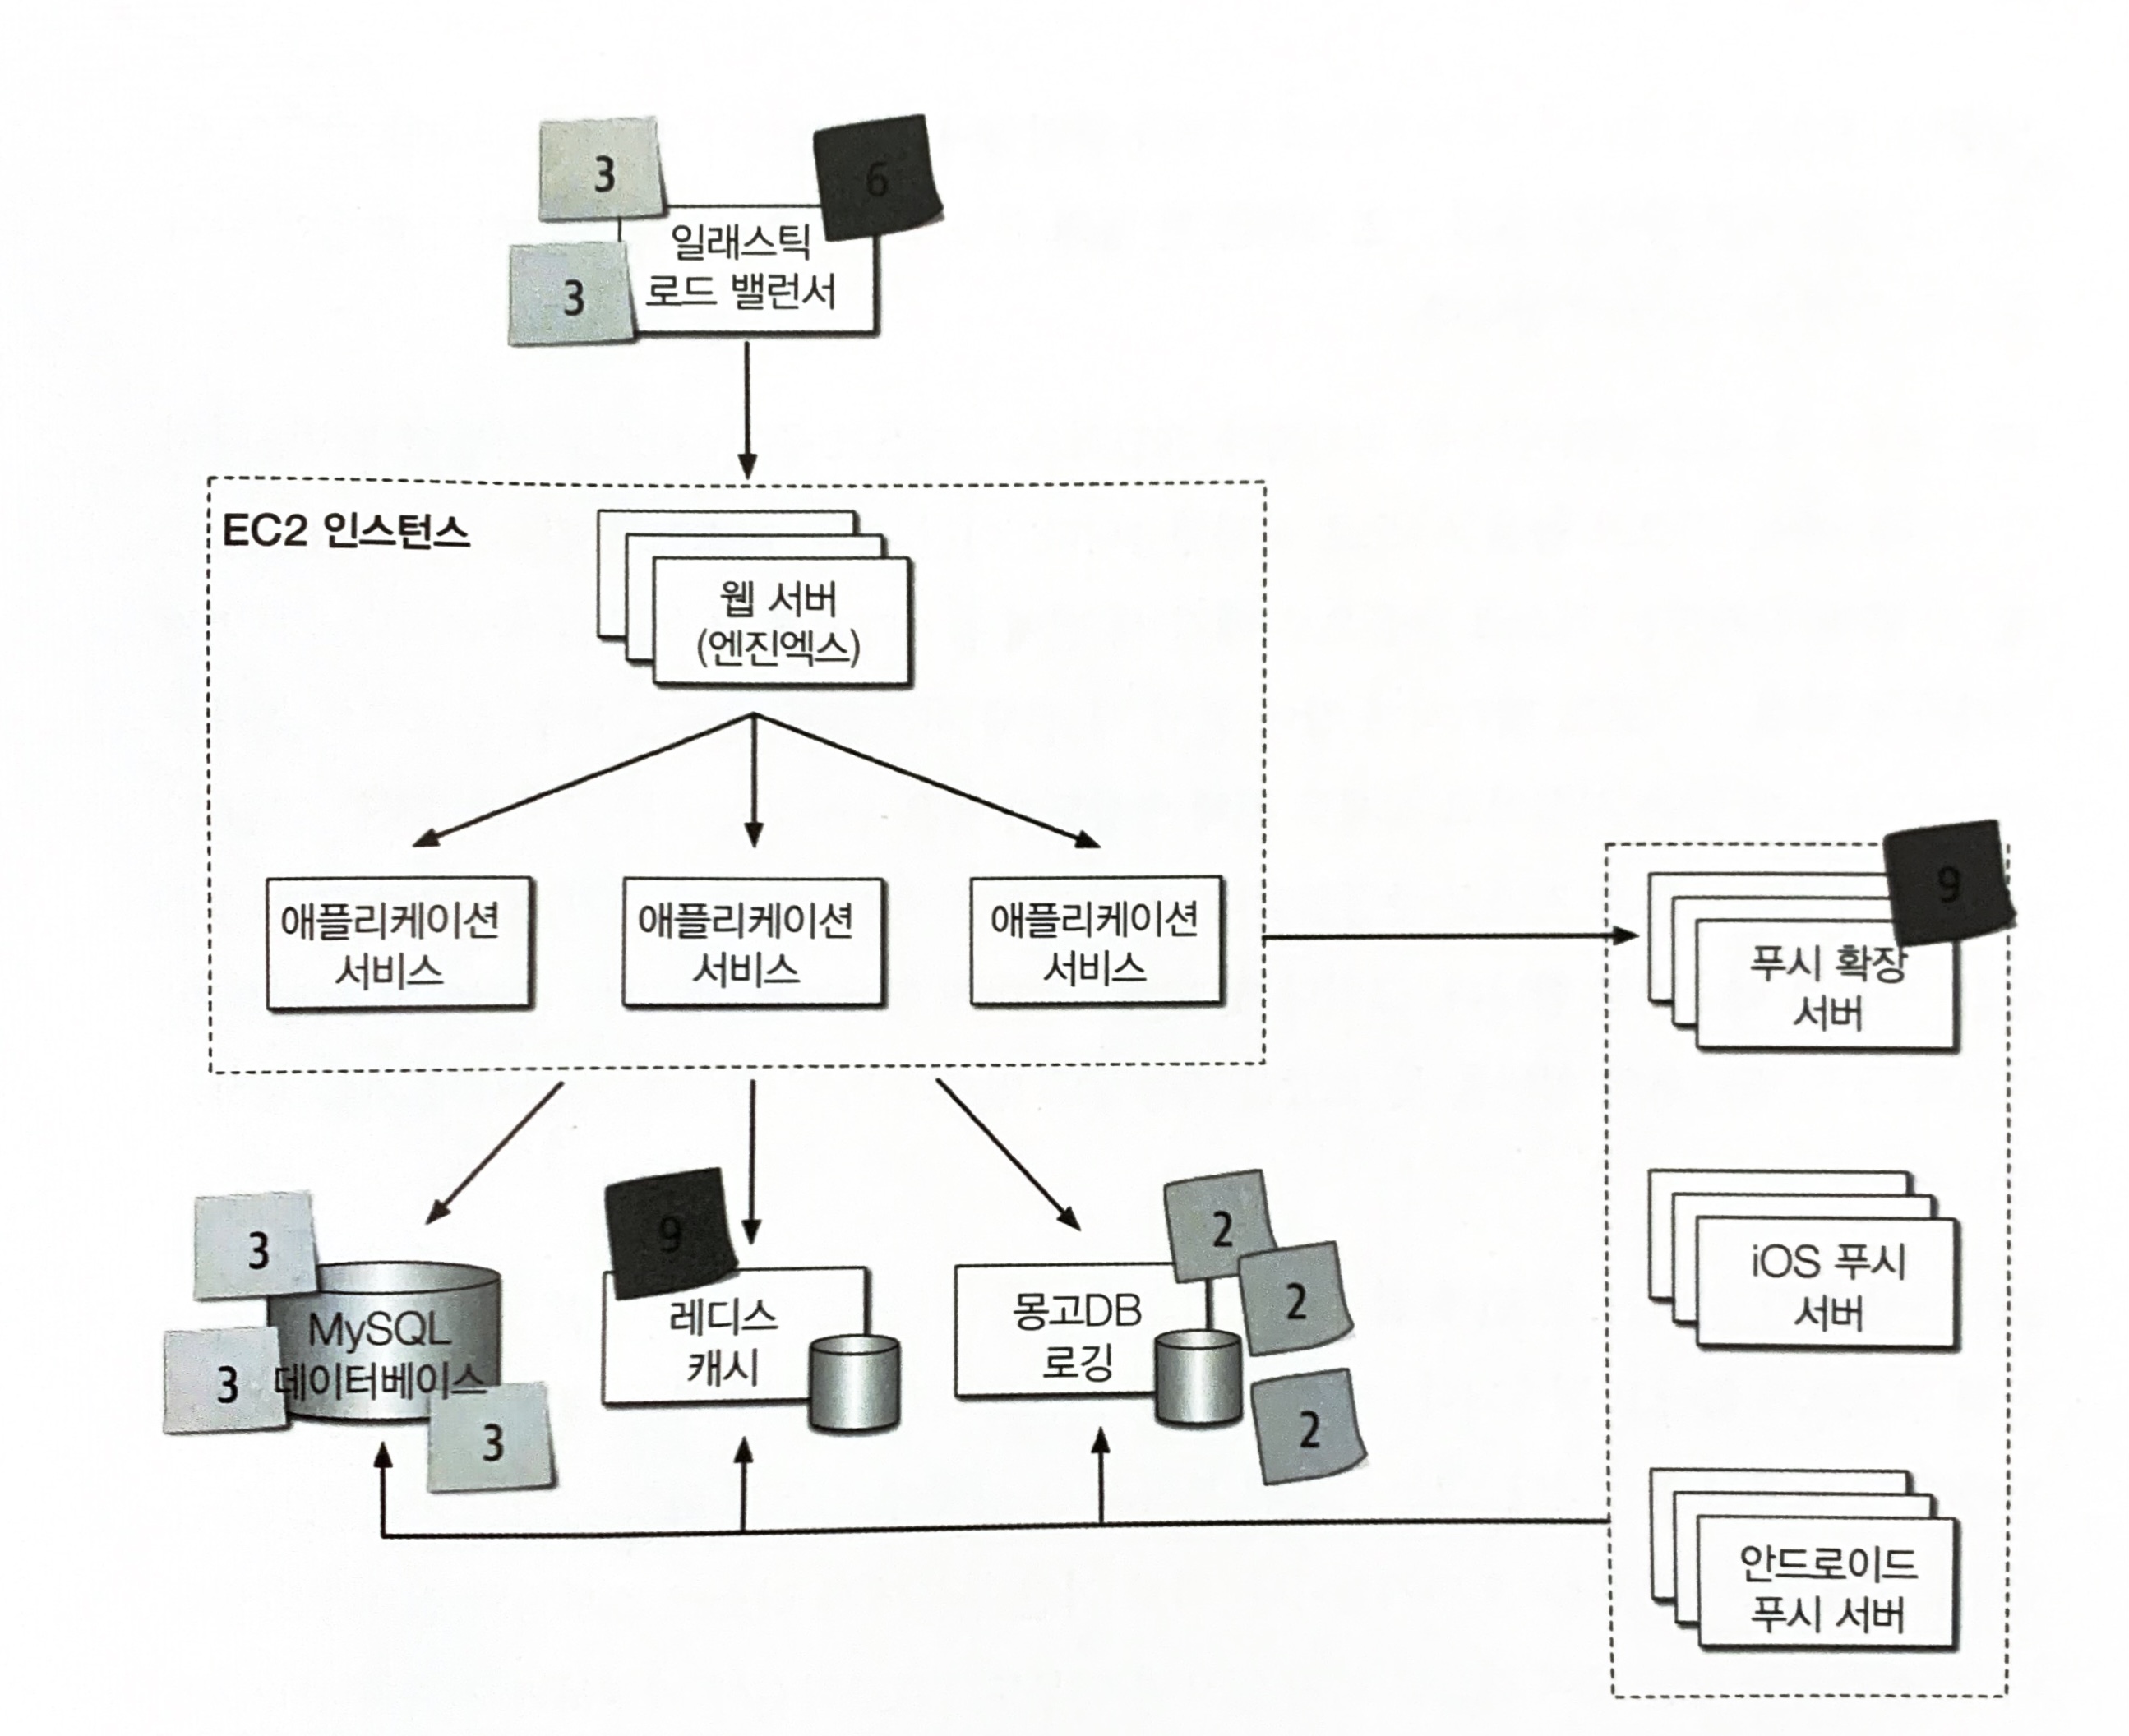 3
6
일래스틱
로드 밸런서
3
EC2 인스턴스
웹 서버
(엔진엑스)
애플리케이션
서비스
애플리케이션
서비스
애플리케이션
서비스
9
푸시 확장
서버
3
MySQL
데이터베이스
3
3
9
레디스
캐시
몽고DB
로깅
2
2
2
iOS 푸시
서버
안드로이드
푸시 서버